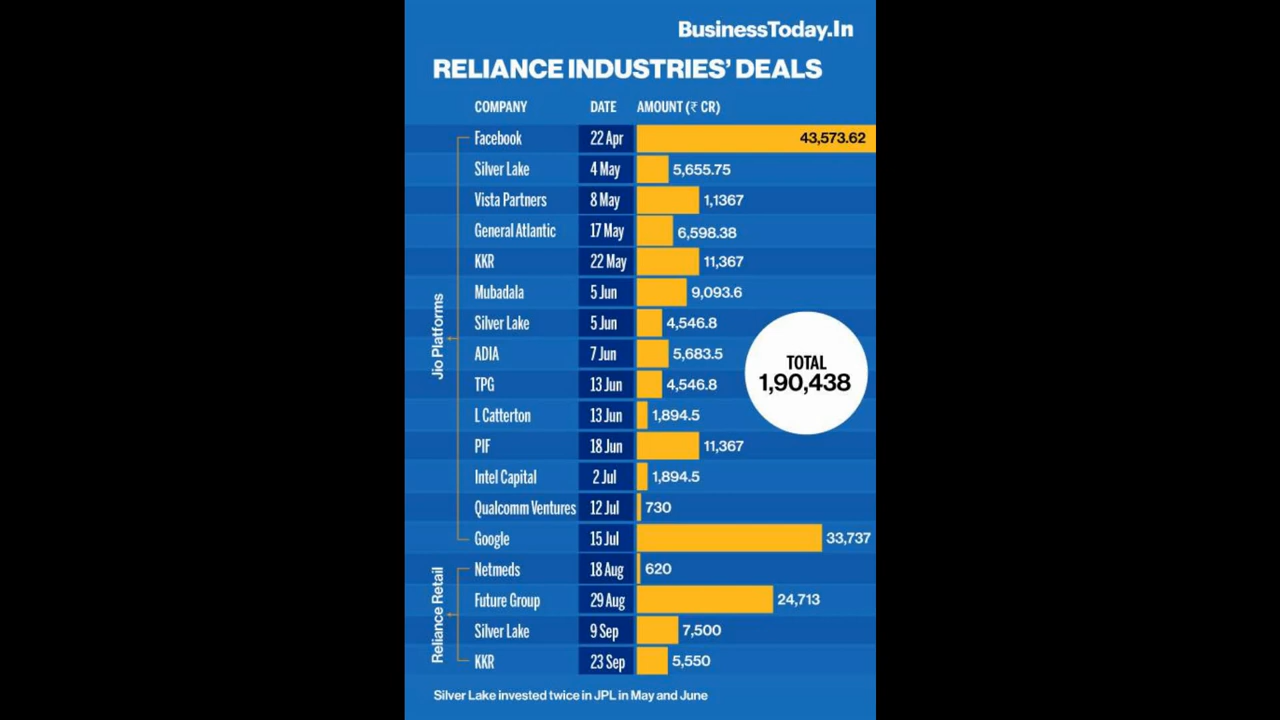 BusinessToday.In
RELIANCE INDUSTRIES' DEALS
COMPANY DATE AMOUNT (₹ CR)
Jio Platforms
Facebook 22 Apr 43,573.62
Silver Lake 4 May 5,655.75
Vista Partners 8 May 1,1367
General Atlantic 17 May 6,598.38
KKR 22 May 11,367
Mubadala 5 Jun 9,093.6
Silver Lake 5 Jun 4,546.8
ADIA 7 Jun 5,683.5
TPG 13 Jun 4,546.8
L Catterton 13 Jun 1,894.5
PIF 18 Jun 11,367
Intel Capital 2 Jul 1,894.5
Qualcomm Ventures 12 Jul 730
Google 15 Jul 33,737
TOTAL
1,90,438
Reliance Retail
Netmeds 18 Aug 620
Future Group 29 Aug 24,713
Silver Lake 9 Sep 7,500
KKR 23 Sep 5,550
Silver Lake invested twice in JPL in May and June